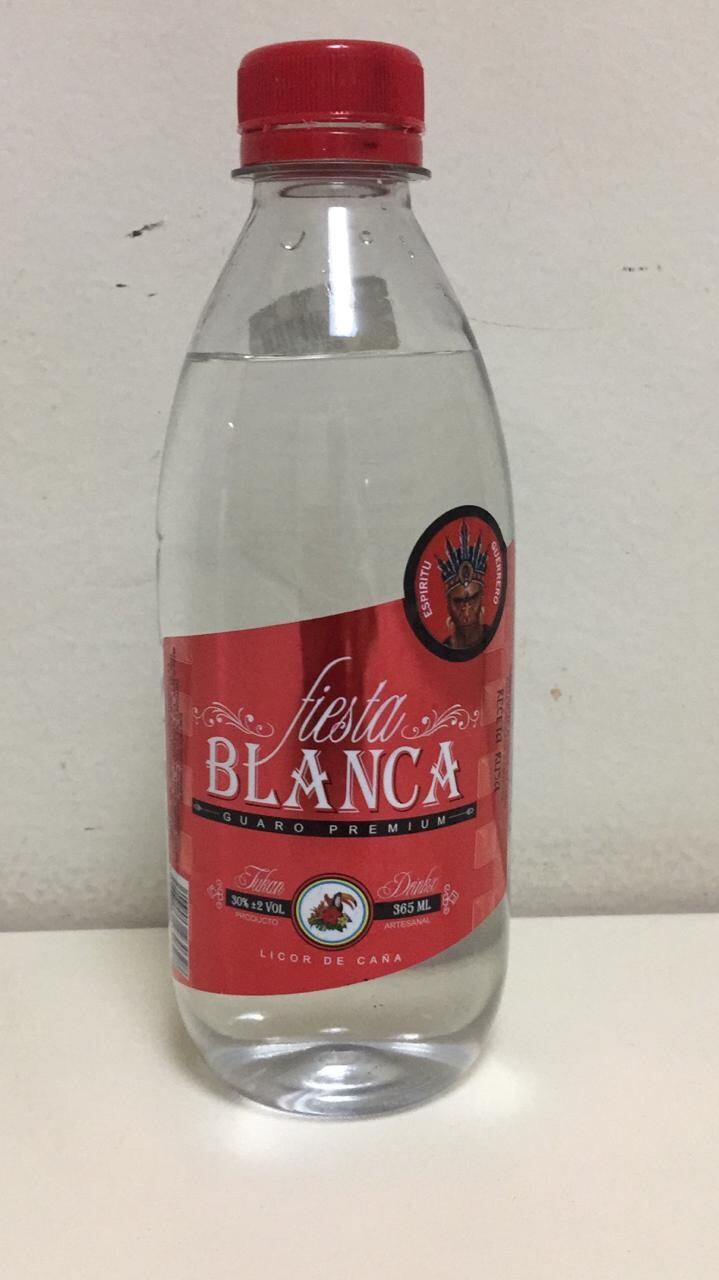 ESPIRITU GUERRERO
fiesta
BLANCA
GUARO PREMIUM
Tukan Drinks
30% ±2 VOL 365 ML
PRODUCTO ARTESANAL
LICOR DE CAÑA